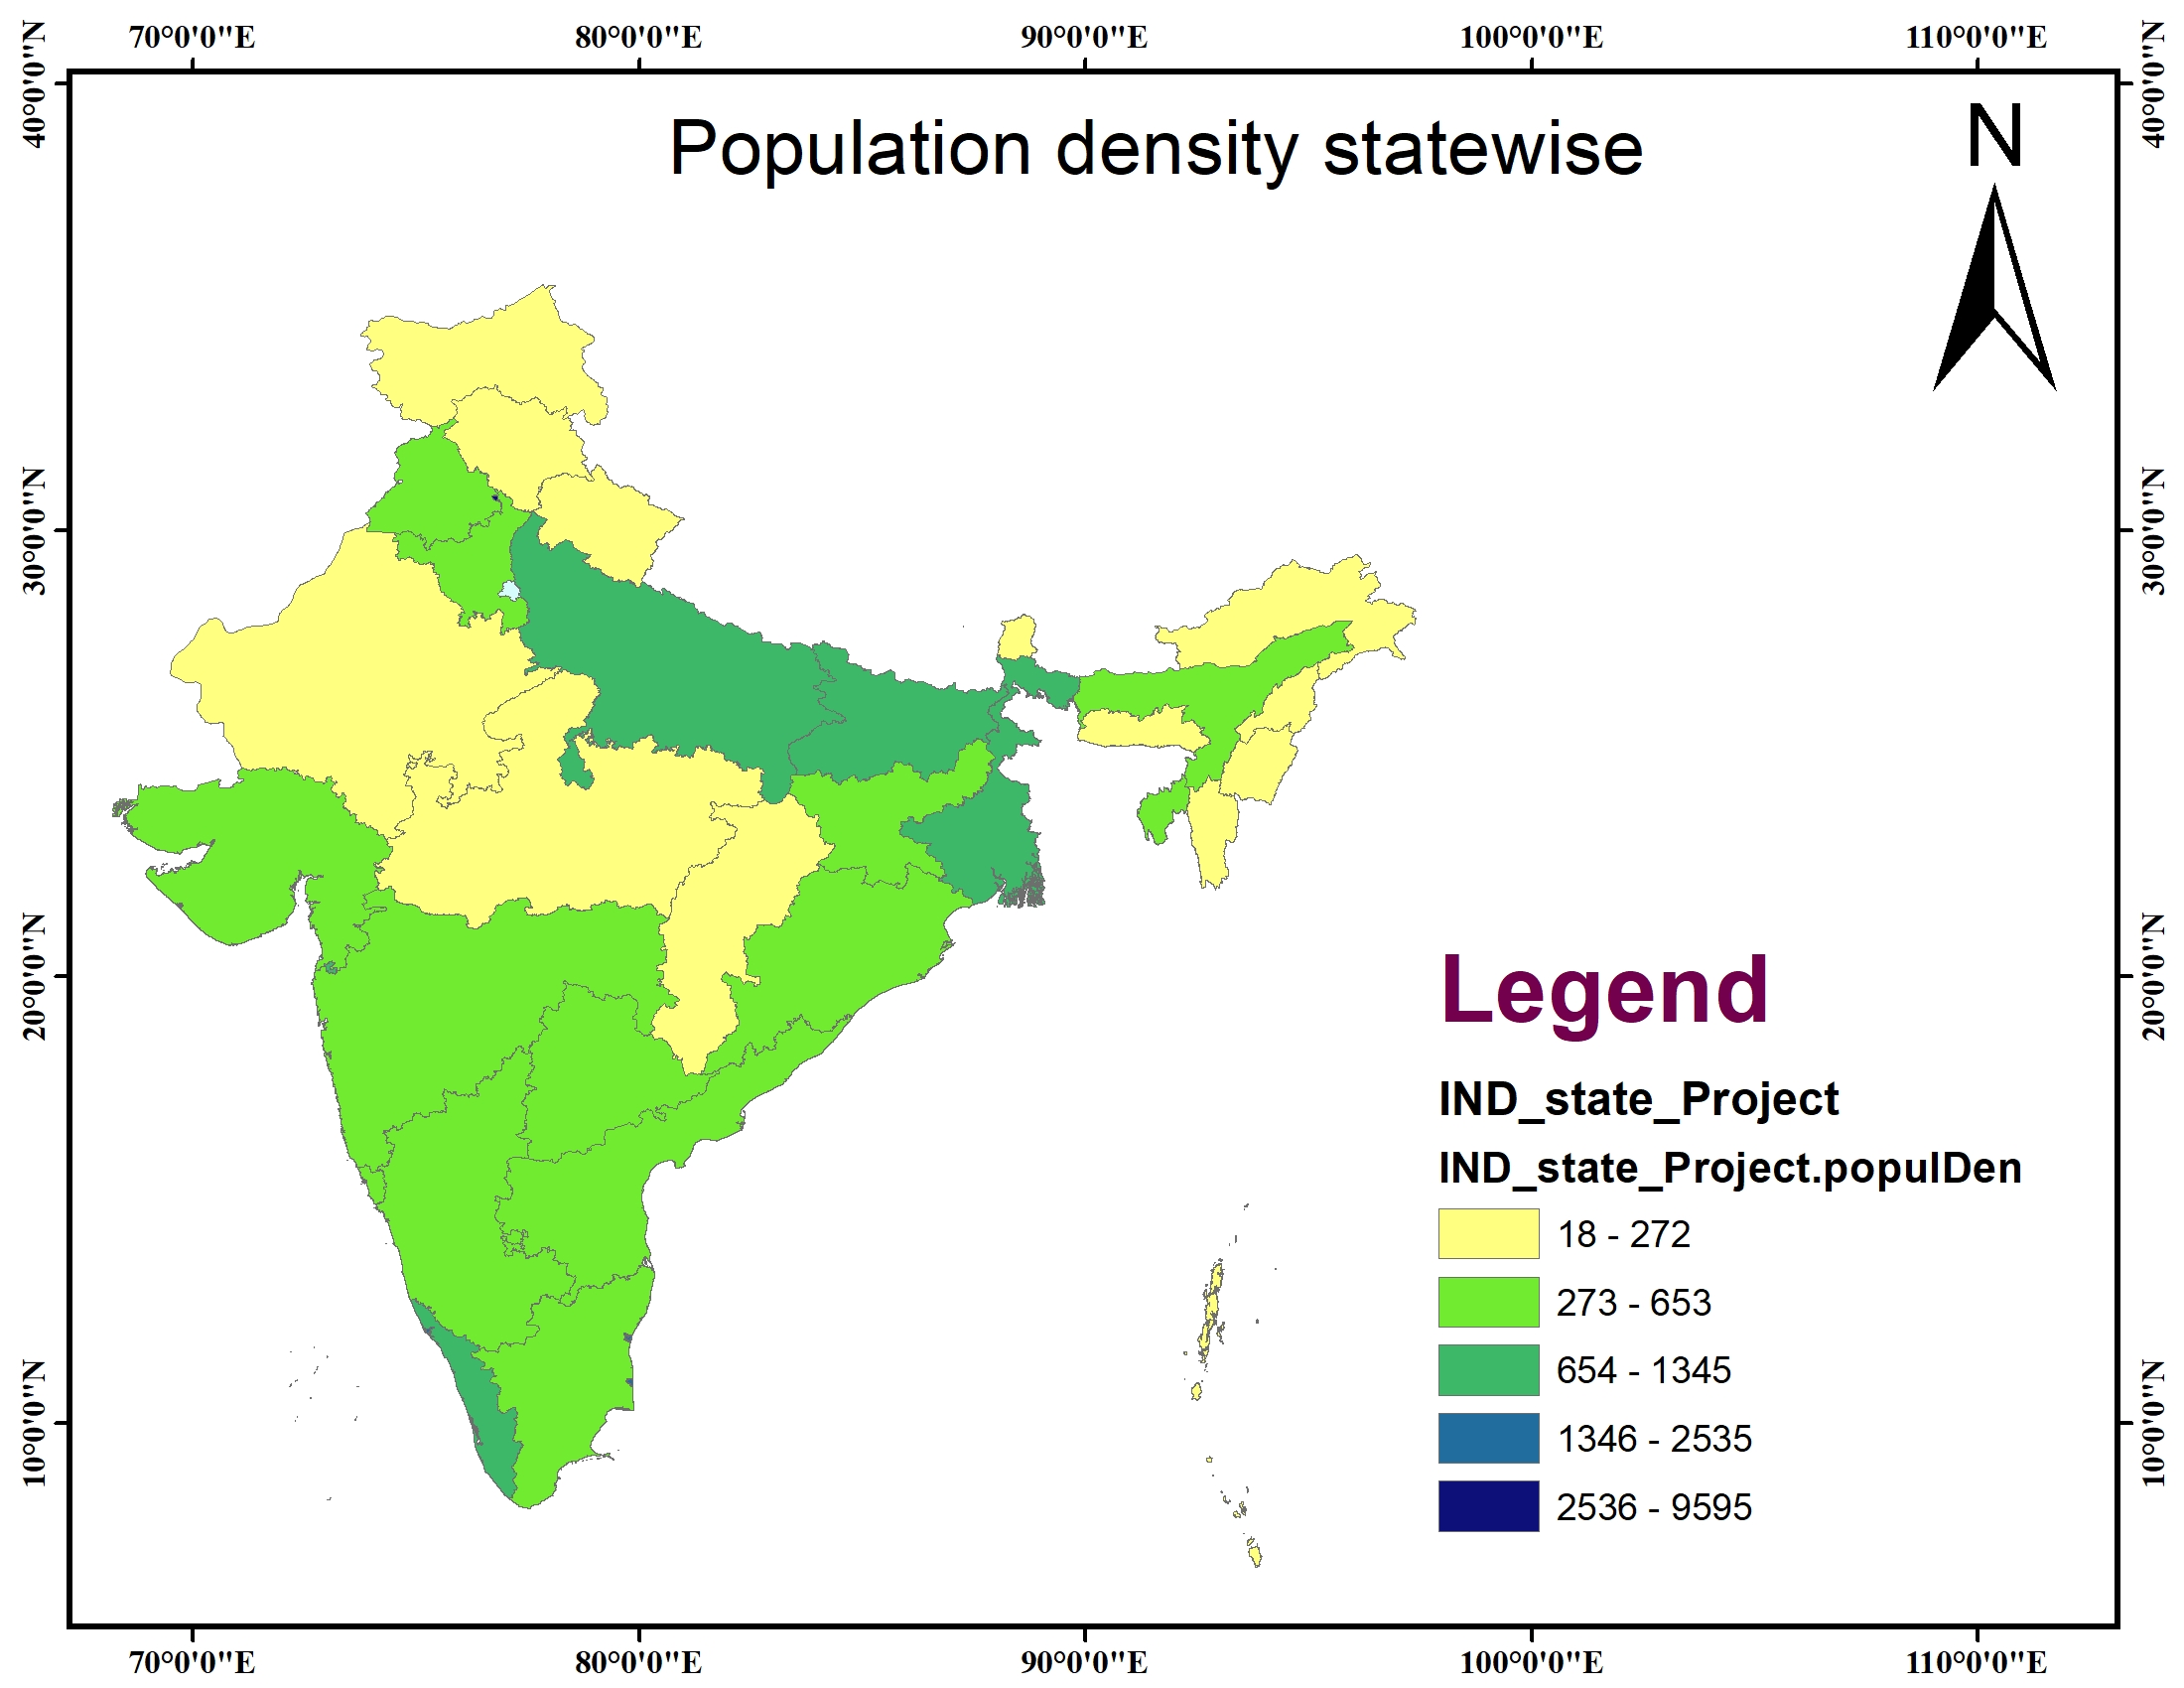 70°0'0"E 80°0'0"E 90°0'0"E 100°0'0"E 110°0'0"E
40°0'0"N 40°0'0"N
Population density statewise
N
30°0'0"N 30°0'0"N
20°0'0"N 20°0'0"N
Legend
IND_state_Project
IND_state_Project.populDen
18 - 272
273 - 653
654 - 1345
1346 - 2535
2536 - 9595
10°0'0"N 10°0'0"N
70°0'0"E 80°0'0"E 90°0'0"E 100°0'0"E 110°0'0"E